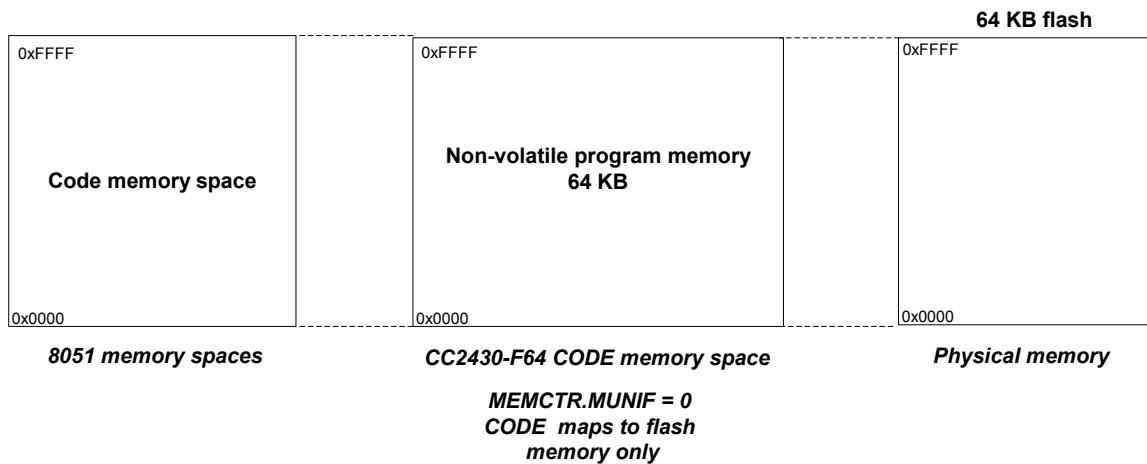 64 KB flash
0xFFFF
0xFFFF
0xFFFF
Code memory space
Non-volatile program memory
64 KB
0x0000
0x0000
0x0000
8051 memory spaces
CC2430-F64 CODE memory space
Physical memory
MEMCTR.MUNIF = 0
CODE maps to flash
memory only